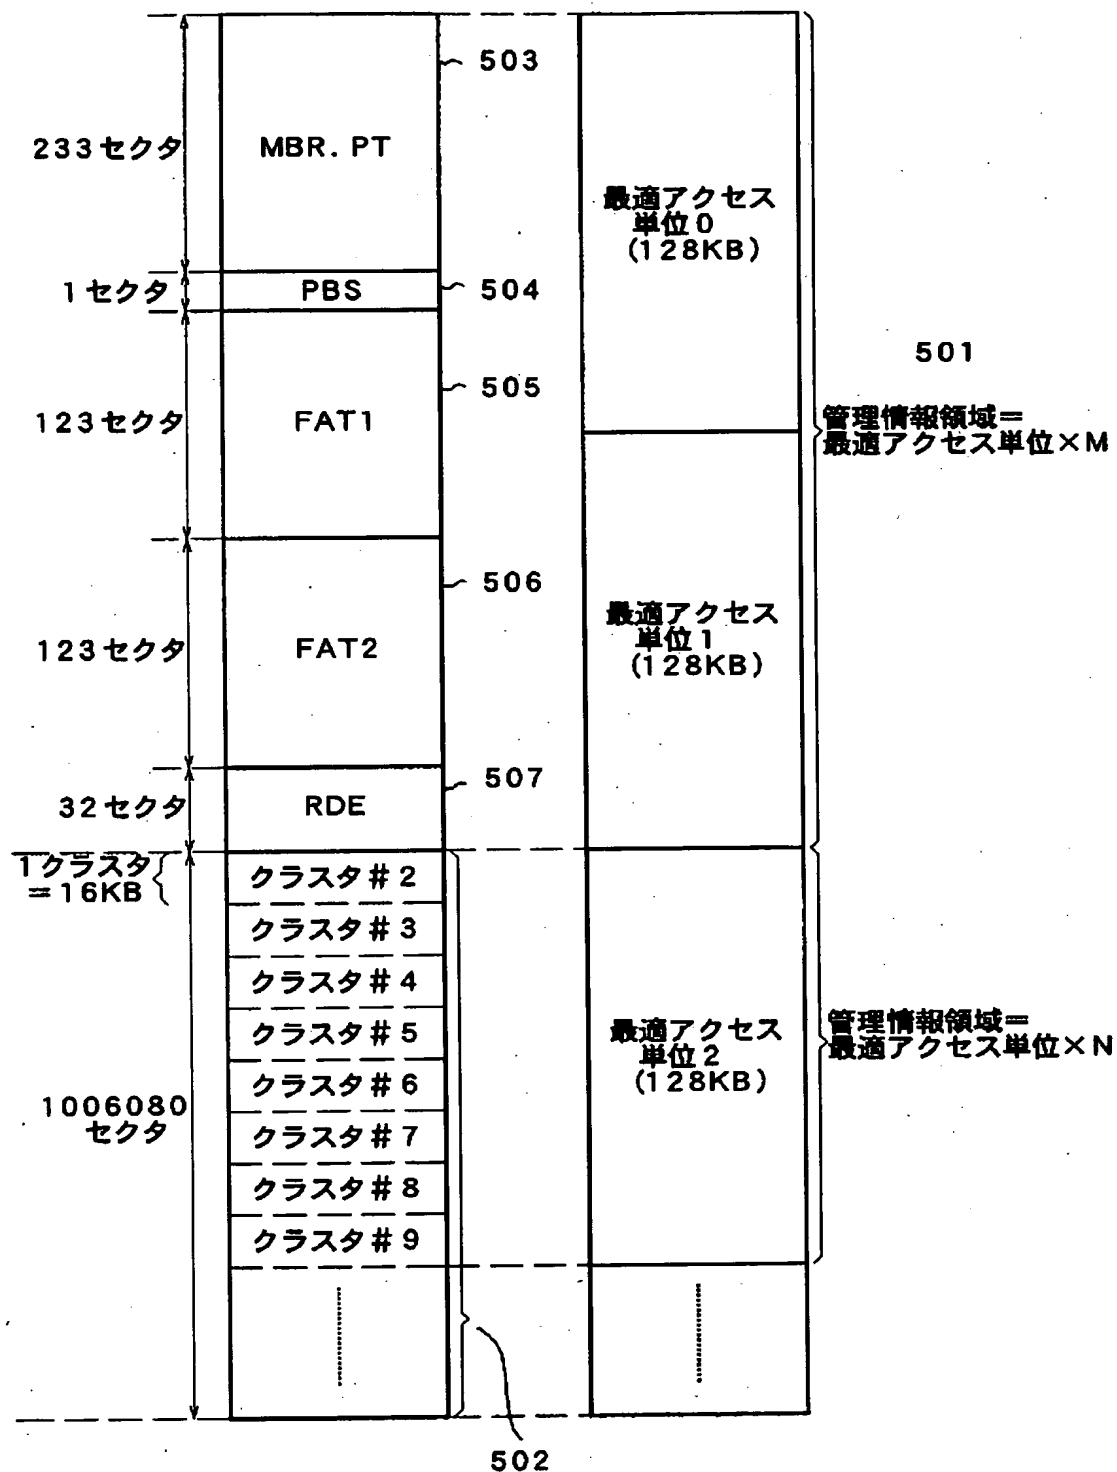 503
233セクタ
MBR. PT
最適アクセス
単位0
(128KB)
1セクタ
PBS
504
501
505
123セクタ
FAT1
管理情報領域=
最適アクセス単位×M
506
最適アクセス
単位1
(128KB)
123セクタ
FAT2
507
32セクタ
RDE
1クラスタ
=16KB
クラスタ#2
クラスタ#3
クラスタ#4
クラスタ#5
クラスタ#6
クラスタ#7
クラスタ#8
クラスタ#9
最適アクセス
単位2
(128KB)
管理情報領域=
最適アクセス単位×N
1006080
セクタ
502